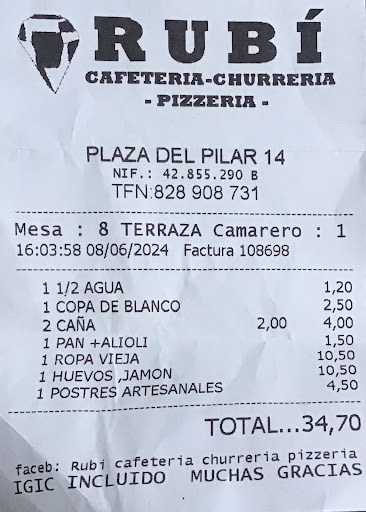 RUBÍ
CAFETERIA-CHURRERIA
- PIZZERIA -
PLAZA DEL PILAR 14
NIF.: 42.855.290 B
TFN:828 908 731
Mesa : 8 TERRAZA Camarero : 1
16:03:58 08/06/2024 Factura 108698
1 1/2 AGUA 1,20
1 COPA DE BLANCO 2,50
2 CAÑA 2,00 4,00
1 PAN +ALIOLI 1,50
1 ROPA VIEJA 10,50
1 HUEVOS ,JAMON 10,50
1 POSTRES ARTESANALES 4,50
TOTAL...34,70
faceb: Rubi cafeteria churreria pizzeria
IGIC INCLUIDO MUCHAS GRACIAS